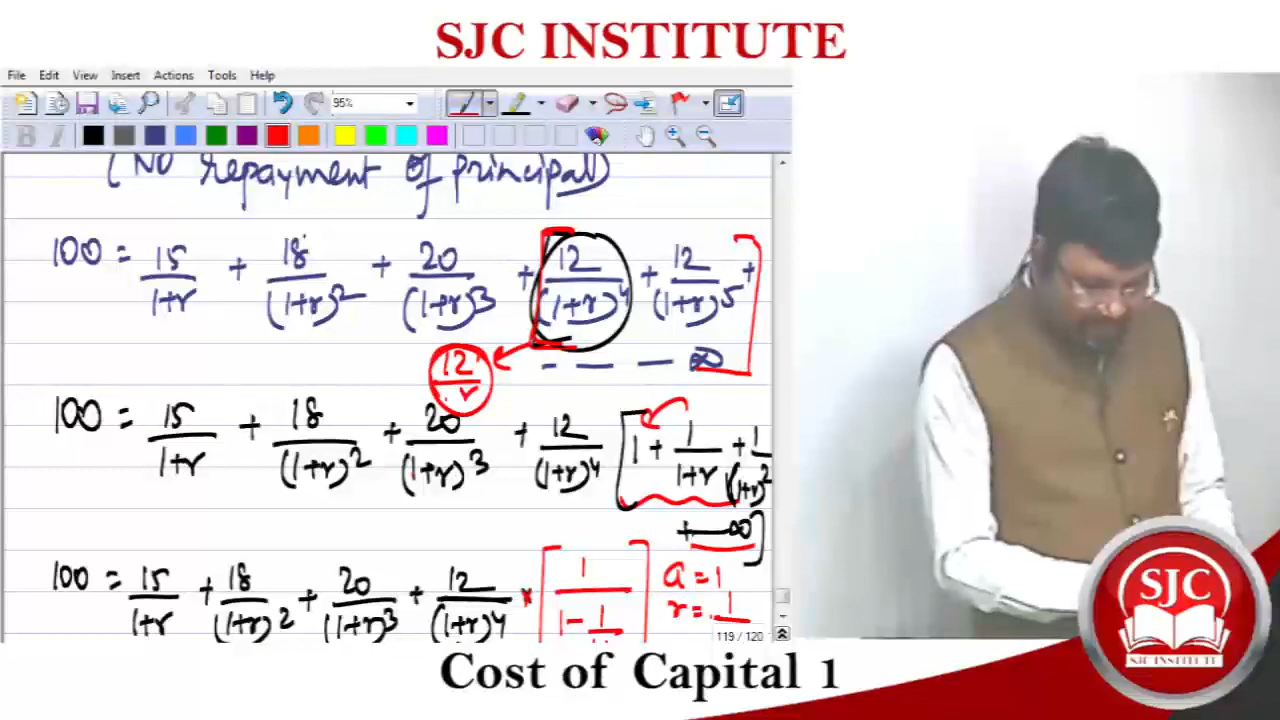 SJC INSTITUTE
File Edit View Insert Actions Tools Help
95%
B I
(No repayment of principal)
100 = 15/(1+r) + 18/(1+r)^2 + 20/(1+r)^3 + 12/(1+r)^4 + 12/(1+r)^5 +
12/r - - - - ∞
100 = 15/(1+r) + 18/(1+r)^2 + 20/(1+r)^3 + 12/(1+r)^4 [1 + 1/(1+r) + 1/(1+r)^2
+ — ∞]
100 = 15/(1+r) + 18/(1+r)^2 + 20/(1+r)^3 + 12/(1+r)^4 × [1/(1 - 1/
a = 1
r = 1/
119 / 120
SJC
SJC INSTITUTE
Cost of Capital 1